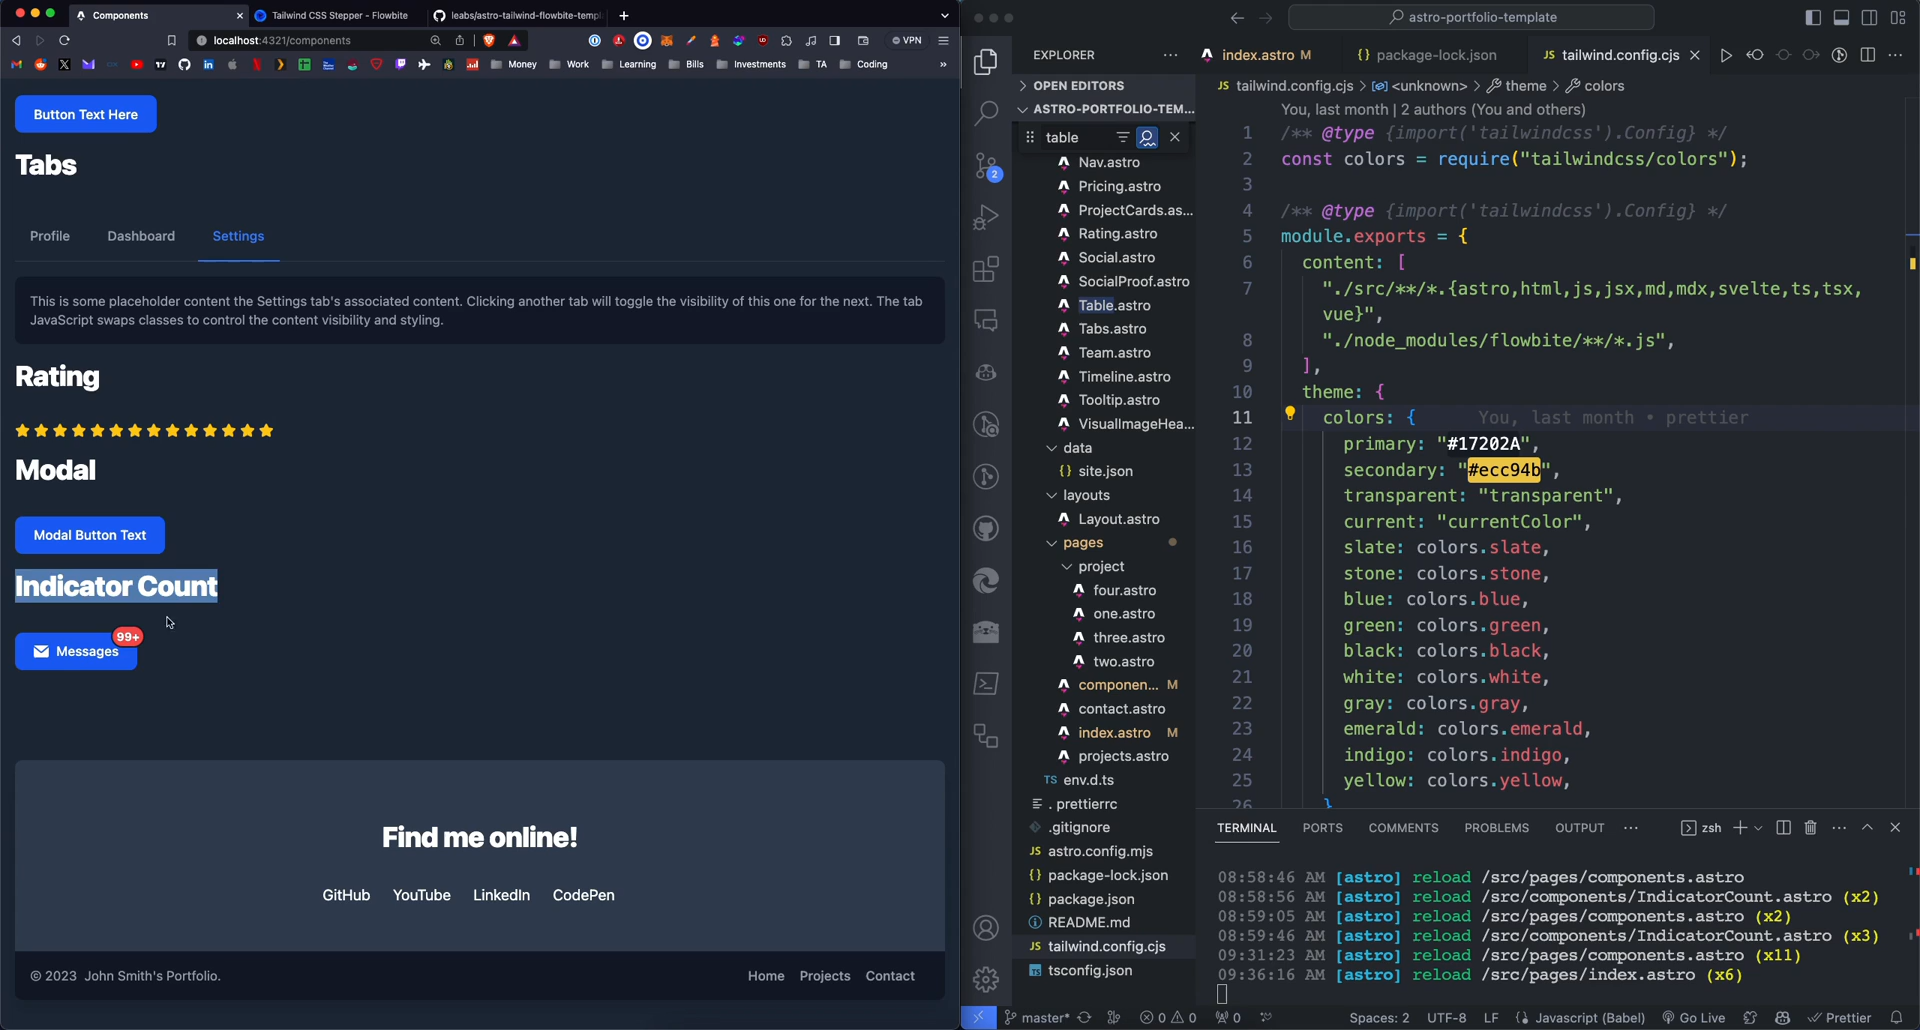 Components
Tailwind CSS Stepper - Flowbite
leabs/astro-tailwind-flowbite-templ
localhost:4321/components
VPN
Money
Work
Learning
Bills
Investments
TA
Coding
»
Button Text Here
Tabs
Profile
Dashboard
Settings
This is some placeholder content the Settings tab's associated content. Clicking another tab will toggle the visibility of this one for the next. The tab
JavaScript swaps classes to control the content visibility and styling.
Rating
Modal
Modal Button Text
Indicator Count
99+
Messages
Find me online!
GitHub YouTube LinkedIn CodePen
© 2023 John Smith's Portfolio.
Home Projects Contact
astro-portfolio-template
EXPLORER
OPEN EDITORS
ASTRO-PORTFOLIO-TEM...
table
Nav.astro
Pricing.astro
ProjectCards.as...
Rating.astro
Social.astro
SocialProof.astro
Table.astro
Tabs.astro
Team.astro
Timeline.astro
Tooltip.astro
VisualImageHea...
data
{} site.json
layouts
Layout.astro
pages
project
four.astro
one.astro
three.astro
two.astro
componen... M
contact.astro
index.astro M
projects.astro
TS env.d.ts
.prettierrc
.gitignore
JS astro.config.mjs
{} package-lock.json
{} package.json
README.md
JS tailwind.config.cjs
tsconfig.json
2
index.astro M
{} package-lock.json
JS tailwind.config.cjs
JS tailwind.config.cjs > <unknown> > theme > colors
You, last month | 2 authors (You and others)
1 /** @type {import('tailwindcss').Config} */
2 const colors = require("tailwindcss/colors");
3
4 /** @type {import('tailwindcss').Config} */
5 module.exports = {
6 content: [
7 "./src/**/*.{astro,html,js,jsx,md,mdx,svelte,ts,tsx,
vue}",
8 "./node_modules/flowbite/**/*.js",
9 ],
10 theme: {
11 colors: { You, last month • prettier
12 primary: "#17202A",
13 secondary: "#ecc94b",
14 transparent: "transparent",
15 current: "currentColor",
16 slate: colors.slate,
17 stone: colors.stone,
18 blue: colors.blue,
19 green: colors.green,
20 black: colors.black,
21 white: colors.white,
22 gray: colors.gray,
23 emerald: colors.emerald,
24 indigo: colors.indigo,
25 yellow: colors.yellow,
26 }
TERMINAL PORTS COMMENTS PROBLEMS OUTPUT
zsh
08:58:46 AM [astro] reload /src/pages/components.astro
08:58:56 AM [astro] reload /src/components/IndicatorCount.astro (x2)
08:59:05 AM [astro] reload /src/pages/components.astro (x2)
08:59:46 AM [astro] reload /src/components/IndicatorCount.astro (x3)
09:31:23 AM [astro] reload /src/pages/components.astro (x11)
09:36:16 AM [astro] reload /src/pages/index.astro (x6)
master* 0 0 0 Spaces: 2 UTF-8 LF Javascript (Babel) Go Live Prettier